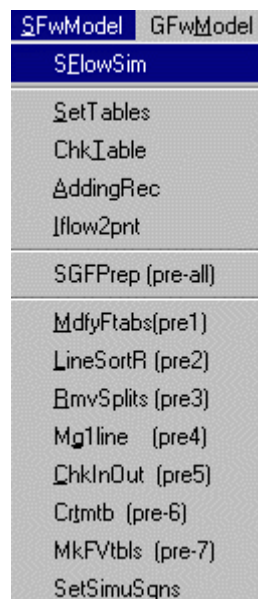 SFwModel GFwModel
SFlowSim
SetTables
ChkTable
AddingRec
Iflow2pnt
SGFPrep (pre-all)
MdfyFtabs(pre1)
LineSortR (pre2)
RmvSplits (pre3)
Mg1line (pre4)
ChkInOut (pre5)
Crtmtb (pre-6)
MkFVtbls (pre-7)
SetSimuSqns